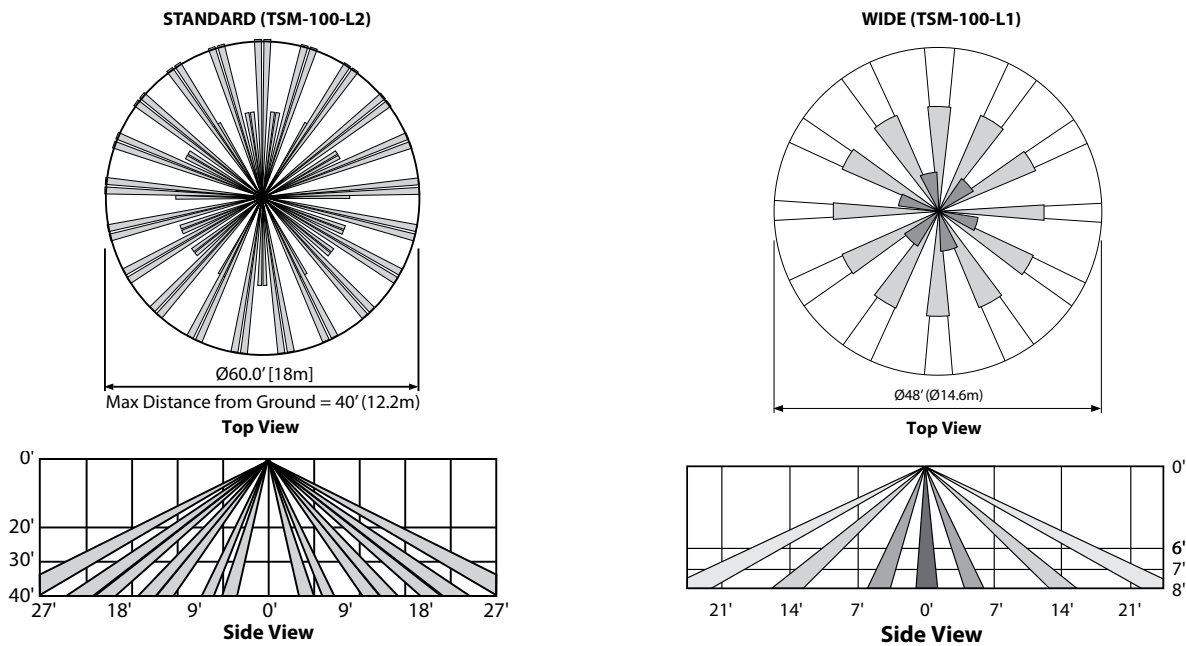 STANDARD (TSM-100-L2)
Ø60.0' [18m]
Max Distance from Ground = 40' (12.2m)
Top View
0'
20'
30'
40'
27' 18' 9' 0' 9' 18' 27'
Side View
WIDE (TSM-100-L1)
Ø48' (Ø14.6m)
Top View
0'
6'
7'
8'
21' 14' 7' 0' 7' 14' 21'
Side View